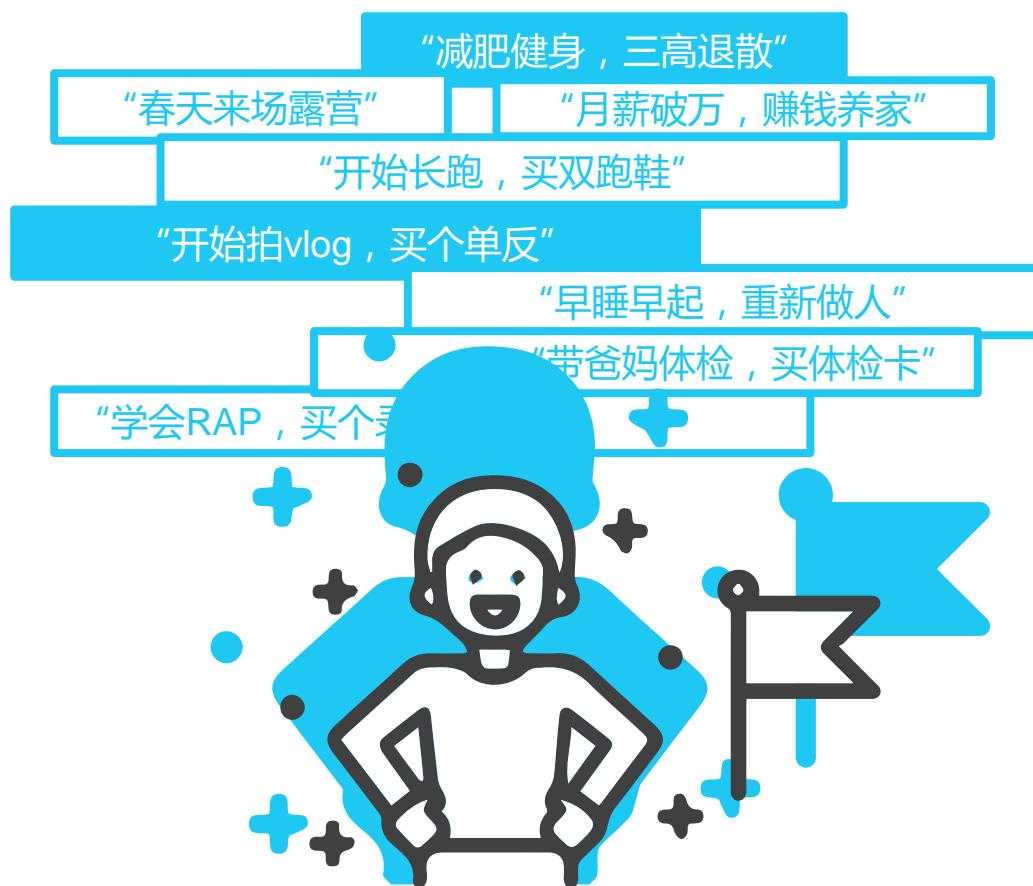 “减肥健身，三高退散”
“春天来场露营”
“月薪破万，赚钱养家”
“开始长跑，买双跑鞋”
“开始拍vlog，买个单反”
“早睡早起，重新做人”
“带爸妈体检，买体检卡”
“学会RAP，买个